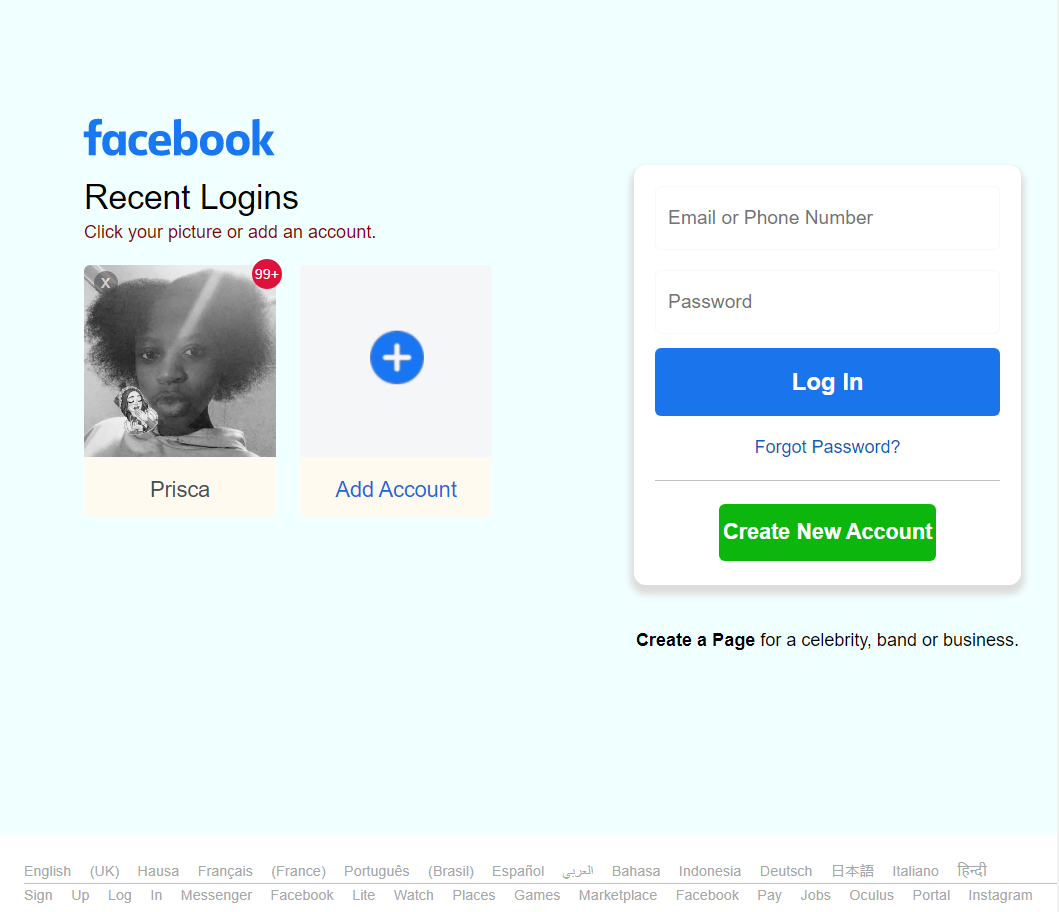 facebook
Recent Logins
Click your picture or add an account.
X
99+
Prisca
Add Account
Email or Phone Number
Password
Log In
Forgot Password?
Create New Account
Create a Page for a celebrity, band or business.
English (UK) Hausa Français (France) Português (Brasil) Español العربي Bahasa Indonesia Deutsch 日本語 Italiano हिन्दी
Sign Up Log In Messenger Facebook Lite Watch Places Games Marketplace Facebook Pay Jobs Oculus Portal Instagram